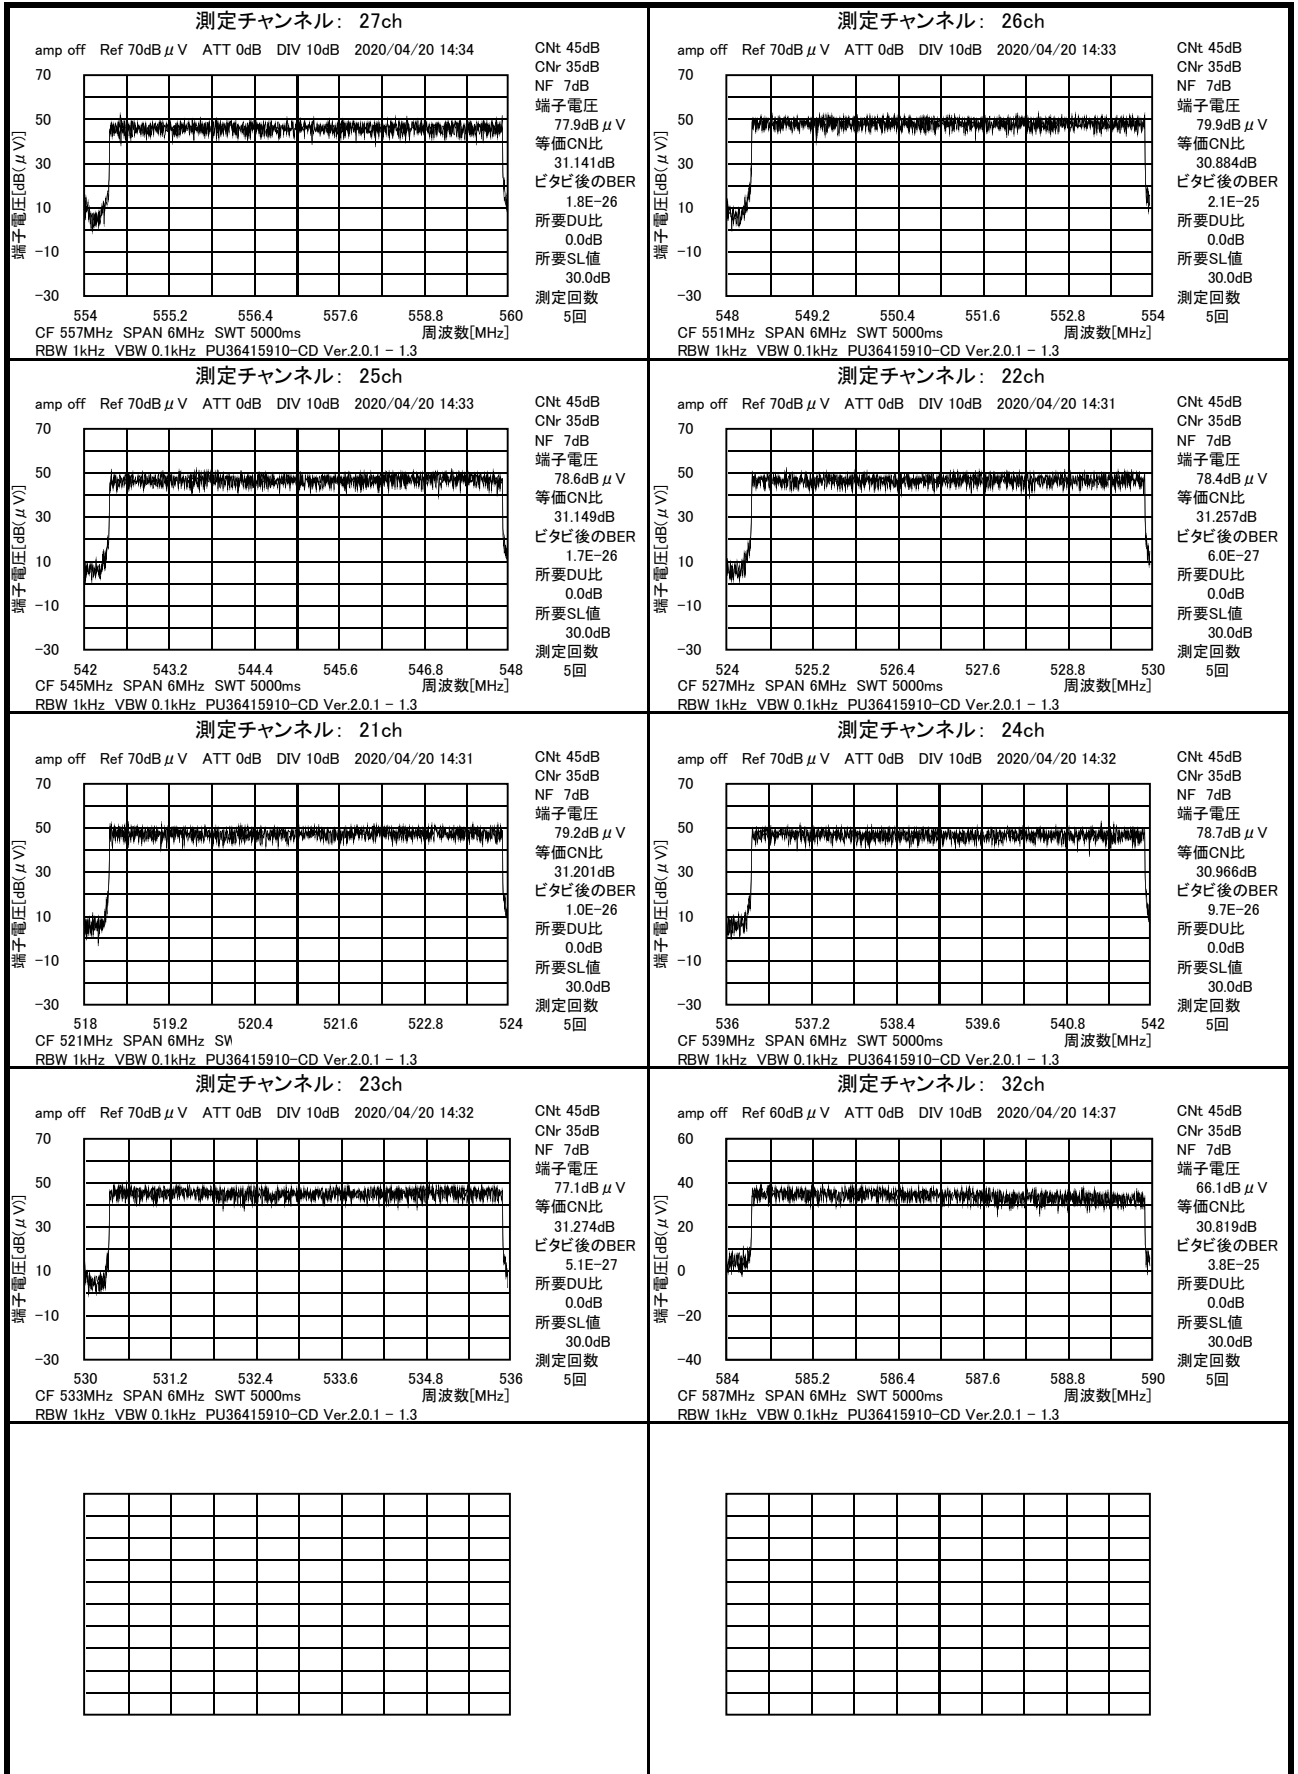 測定チャンネル： 27ch
amp off Ref 70dBμV ATT 0dB DIV 10dB 2020/04/20 14:34
CNt 45dB
CNr 35dB
NF 7dB
端子電圧
77.9dBμV
等価CN比
31.141dB
ビタビ後のBER
1.8E-26
所要DU比
0.0dB
所要SL値
30.0dB
測定回数
5回
端子電圧[dB(μV)]
70
50
30
10
-10
-30
554 555.2 556.4 557.6 558.8 560
CF 557MHz SPAN 6MHz SWT 5000ms 周波数[MHz]
RBW 1kHz VBW 0.1kHz PU36415910-CD Ver.2.0.1 - 1.3
測定チャンネル： 26ch
amp off Ref 70dBμV ATT 0dB DIV 10dB 2020/04/20 14:33
CNt 45dB
CNr 35dB
NF 7dB
端子電圧
79.9dBμV
等価CN比
30.884dB
ビタビ後のBER
2.1E-25
所要DU比
0.0dB
所要SL値
30.0dB
測定回数
5回
端子電圧[dB(μV)]
70
50
30
10
-10
-30
548 549.2 550.4 551.6 552.8 554
CF 551MHz SPAN 6MHz SWT 5000ms 周波数[MHz]
RBW 1kHz VBW 0.1kHz PU36415910-CD Ver.2.0.1 - 1.3
測定チャンネル： 25ch
amp off Ref 70dBμV ATT 0dB DIV 10dB 2020/04/20 14:33
CNt 45dB
CNr 35dB
NF 7dB
端子電圧
78.6dBμV
等価CN比
31.149dB
ビタビ後のBER
1.7E-26
所要DU比
0.0dB
所要SL値
30.0dB
測定回数
5回
端子電圧[dB(μV)]
70
50
30
10
-10
-30
542 543.2 544.4 545.6 546.8 548
CF 545MHz SPAN 6MHz SWT 5000ms 周波数[MHz]
RBW 1kHz VBW 0.1kHz PU36415910-CD Ver.2.0.1 - 1.3
測定チャンネル： 22ch
amp off Ref 70dBμV ATT 0dB DIV 10dB 2020/04/20 14:31
CNt 45dB
CNr 35dB
NF 7dB
端子電圧
78.4dBμV
等価CN比
31.257dB
ビタビ後のBER
6.0E-27
所要DU比
0.0dB
所要SL値
30.0dB
測定回数
5回
端子電圧[dB(μV)]
70
50
30
10
-10
-30
524 525.2 526.4 527.6 528.8 530
CF 527MHz SPAN 6MHz SWT 5000ms 周波数[MHz]
RBW 1kHz VBW 0.1kHz PU36415910-CD Ver.2.0.1 - 1.3
測定チャンネル： 21ch
amp off Ref 70dBμV ATT 0dB DIV 10dB 2020/04/20 14:31
CNt 45dB
CNr 35dB
NF 7dB
端子電圧
79.2dBμV
等価CN比
31.201dB
ビタビ後のBER
1.0E-26
所要DU比
0.0dB
所要SL値
30.0dB
測定回数
5回
端子電圧[dB(μV)]
70
50
30
10
-10
-30
518 519.2 520.4 521.6 522.8 524
CF 521MHz SPAN 6MHz SW
RBW 1kHz VBW 0.1kHz PU36415910-CD Ver.2.0.1 - 1.3
測定チャンネル： 24ch
amp off Ref 70dBμV ATT 0dB DIV 10dB 2020/04/20 14:32
CNt 45dB
CNr 35dB
NF 7dB
端子電圧
78.7dBμV
等価CN比
30.966dB
ビタビ後のBER
9.7E-26
所要DU比
0.0dB
所要SL値
30.0dB
測定回数
5回
端子電圧[dB(μV)]
70
50
30
10
-10
-30
536 537.2 538.4 539.6 540.8 542
CF 539MHz SPAN 6MHz SWT 5000ms 周波数[MHz]
RBW 1kHz VBW 0.1kHz PU36415910-CD Ver.2.0.1 - 1.3
測定チャンネル： 23ch
amp off Ref 70dBμV ATT 0dB DIV 10dB 2020/04/20 14:32
CNt 45dB
CNr 35dB
NF 7dB
端子電圧
77.1dBμV
等価CN比
31.274dB
ビタビ後のBER
5.1E-27
所要DU比
0.0dB
所要SL値
30.0dB
測定回数
5回
端子電圧[dB(μV)]
70
50
30
10
-10
-30
530 531.2 532.4 533.6 534.8 536
CF 533MHz SPAN 6MHz SWT 5000ms 周波数[MHz]
RBW 1kHz VBW 0.1kHz PU36415910-CD Ver.2.0.1 - 1.3
測定チャンネル： 32ch
amp off Ref 60dBμV ATT 0dB DIV 10dB 2020/04/20 14:37
CNt 45dB
CNr 35dB
NF 7dB
端子電圧
66.1dBμV
等価CN比
30.819dB
ビタビ後のBER
3.8E-25
所要DU比
0.0dB
所要SL値
30.0dB
測定回数
5回
端子電圧[dB(μV)]
60
40
20
0
-20
-40
584 585.2 586.4 587.6 588.8 590
CF 587MHz SPAN 6MHz SWT 5000ms 周波数[MHz]
RBW 1kHz VBW 0.1kHz PU36415910-CD Ver.2.0.1 - 1.3